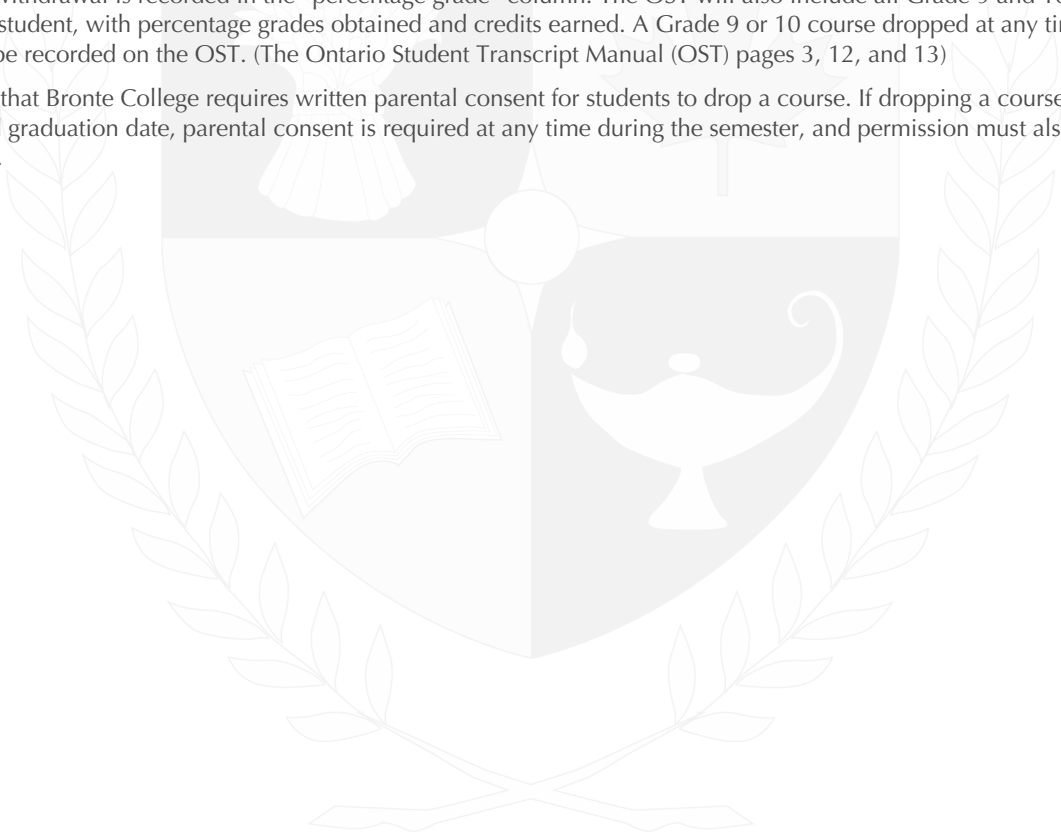 withdrawal is recorded in the "percentage grade" column. The OST will also include all Grade 9 and 10
student, with percentage grades obtained and credits earned. A Grade 9 or 10 course dropped at any
be recorded on the OST. (The Ontario Student Transcript Manual (OST) pages 3, 12, and 13)
that Bronte College requires written parental consent for students to drop a course. If dropping a course
graduation date, parental consent is required at any time during the semester, and permission must